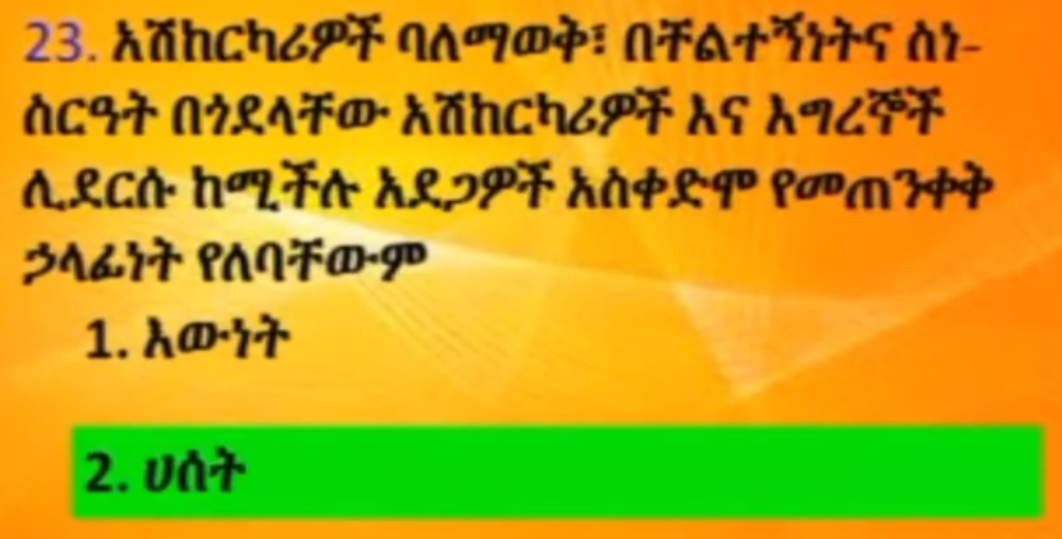 23. አሽከርካሪዎች ባለማወቅ፣ በቸልተኝነትና ስነ-
ስርዓት በጎደላቸው አሽከርካሪዎች እና እግረኞች
ሊደርሱ ከሚችሉ አደጋዎች አስቀድሞ የመጠንቀቅ
ኃላፊነት የለባቸውም
1. እውነት
2. ሀሰት